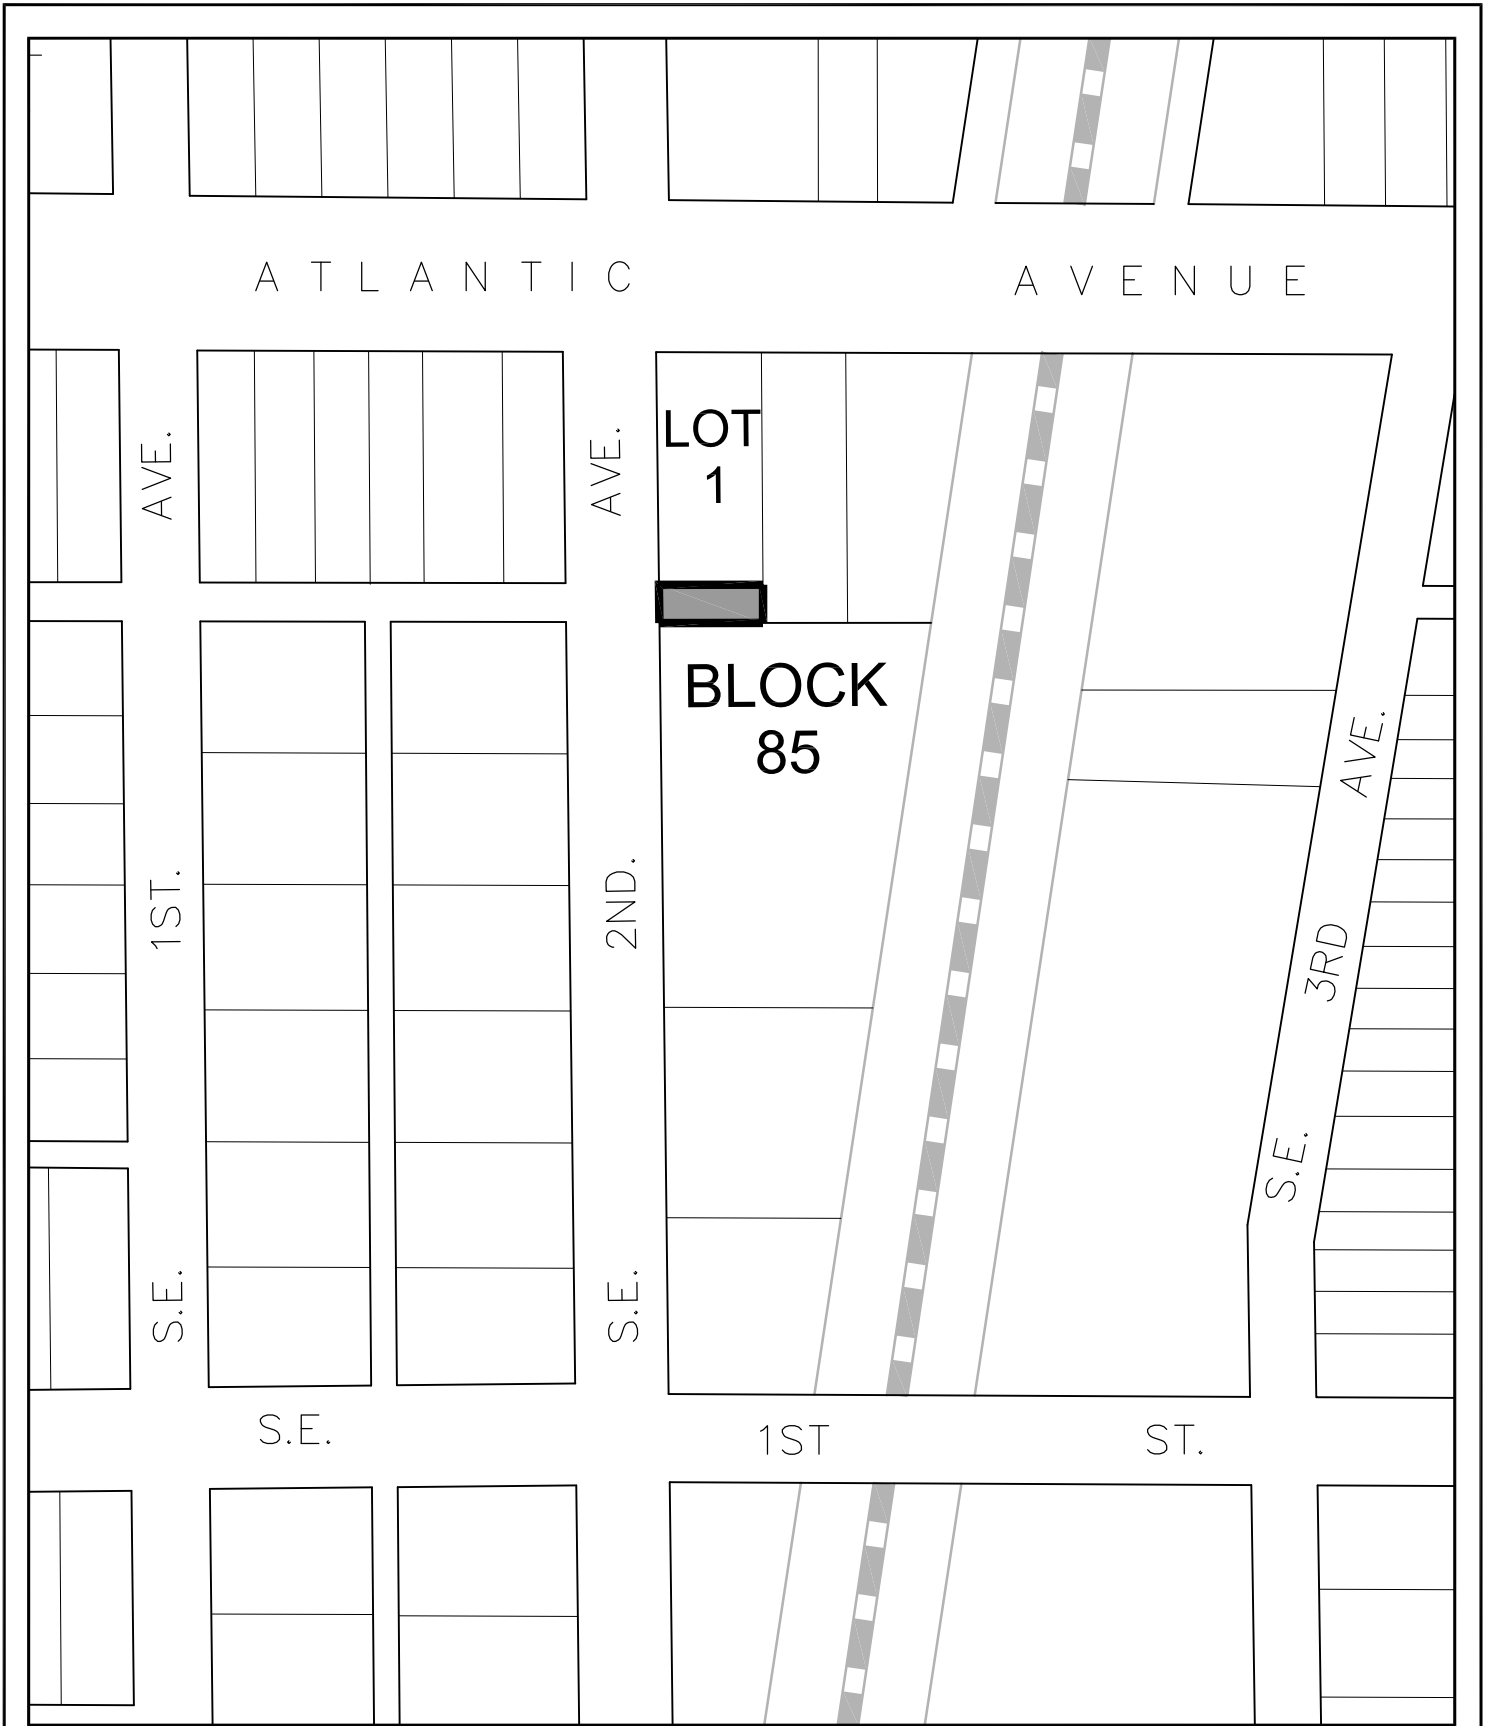 ATLANTIC AVENUE
LOT
1
BLOCK
85
S.E. 1ST. AVE.
S.E. 2ND. AVE.
S.E. 3RD AVE.
S.E. 1ST ST.